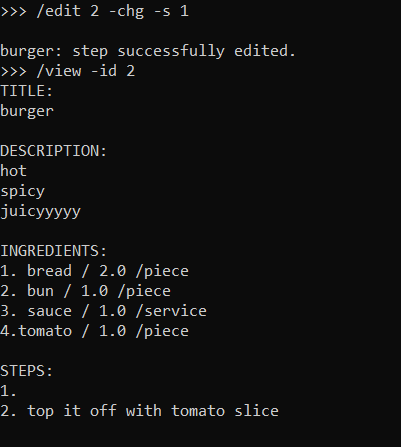 >>> /edit 2 -chg -s 1
burger: step successfully edited.
>>> /view -id 2
TITLE:
burger
DESCRIPTION:
hot
spicy
juicyyyyy
INGREDIENTS:
1. bread / 2.0 /piece
2. bun / 1.0 /piece
3. sauce / 1.0 /service
4.tomato / 1.0 /piece
STEPS:
1.
2. top it off with tomato slice